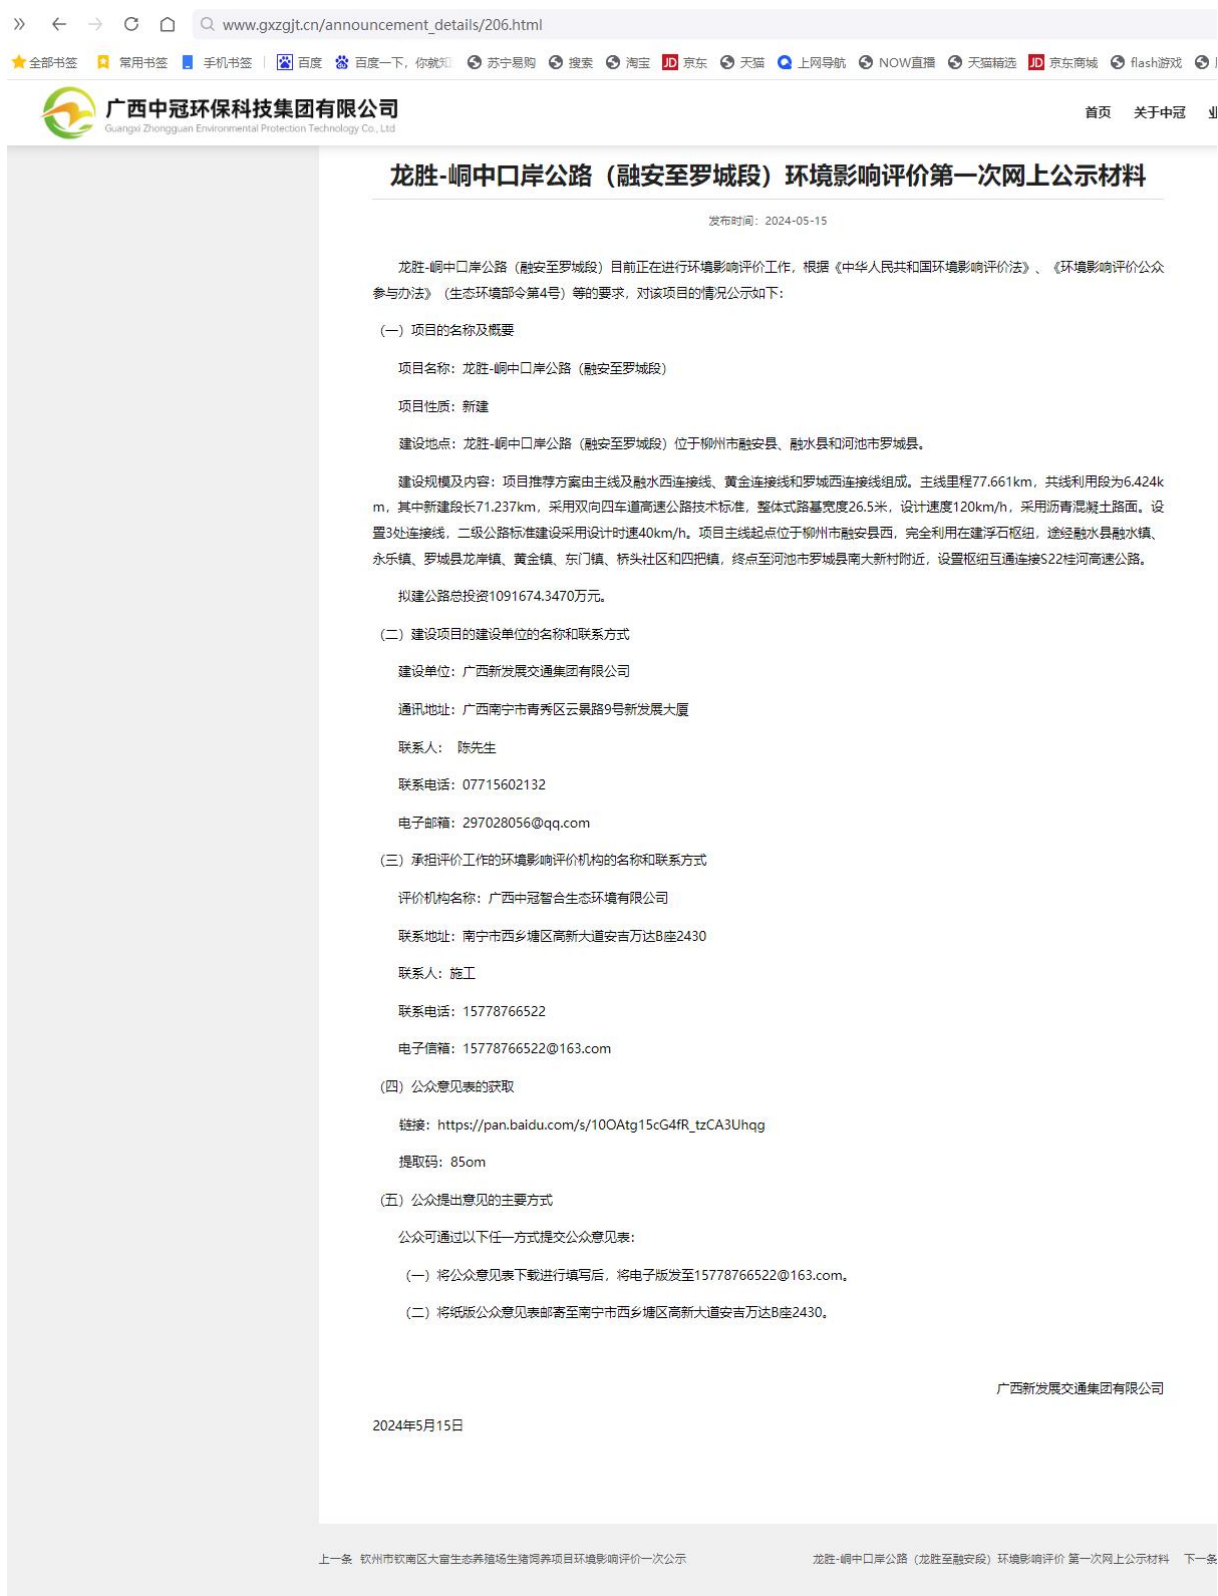 www.gxzgjt.cn/announcement_details/206.html
全部书签 常用书签 手机书签 百度 百度一下，你就知 苏宁易购 搜索 淘宝 JD 京东 天猫 上网导航 NOW直播 天猫精选 JD 京东商城 flash游戏
广西中冠环保科技集团有限公司
Guangxi Zhongguan Environmental Protection Technology Co., Ltd
首页 关于中冠
龙胜-峒中口岸公路（融安至罗城段）环境影响评价第一次网上公示材料
发布时间：2024-05-15
龙胜-峒中口岸公路（融安至罗城段）目前正在进行环境影响评价工作，根据《中华人民共和国环境影响评价法》、《环境影响评价公众
参与办法》（生态环境部令第4号）等的要求，对该项目的情况公示如下：
（一）项目的名称及概要
项目名称：龙胜-峒中口岸公路（融安至罗城段）
项目性质：新建
建设地点：龙胜-峒中口岸公路（融安至罗城段）位于柳州市融安县、融水县和河池市罗城县。
建设规模及内容：项目推荐方案由主线及融水西连接线、黄金连接线和罗城西连接线组成。主线里程77.661km，共线利用段为6.424k
m，其中新建段长71.237km，采用双向四车道高速公路技术标准，整体式路基宽度26.5米，设计速度120km/h，采用沥青混凝土路面。设
置3处连接线，二级公路标准建设采用设计时速40km/h。项目主线起点位于柳州市融安县西，完全利用在建浮石枢纽，途经融水县融水镇、
永乐镇、罗城县龙岸镇、黄金镇、东门镇、桥头社区和四把镇，终点至河池市罗城县南大新村附近，设置枢纽互通连接S22桂河高速公路。
拟建公路总投资1091674.3470万元。
（二）建设项目的建设单位的名称和联系方式
建设单位：广西新发展交通集团有限公司
通讯地址：广西南宁市青秀区云景路9号新发展大厦
联系人： 陈先生
联系电话：07715602132
电子邮箱：297028056@qq.com
（三）承担评价工作的环境影响评价机构的名称和联系方式
评价机构名称：广西中冠智合生态环境有限公司
联系地址：南宁市西乡塘区高新大道安吉万达B座2430
联系人：施工
联系电话：15778766522
电子信箱：15778766522@163.com
（四）公众意见表的获取
链接：https://pan.baidu.com/s/10OAtg15cG4fR_tzCA3Uhqg
提取码：85om
（五）公众提出意见的主要方式
公众可通过以下任一方式提交公众意见表：
（一）将公众意见表下载进行填写后，将电子版发至15778766522@163.com。
（二）将纸版公众意见表邮寄至南宁市西乡塘区高新大道安吉万达B座2430。
广西新发展交通集团有限公司
2024年5月15日
上一条 钦州市钦南区大富生态养殖场生猪饲养项目环境影响评价一次公示
龙胜-峒中口岸公路（龙胜至融安段）环境影响评价 第一次网上公示材料 下一条